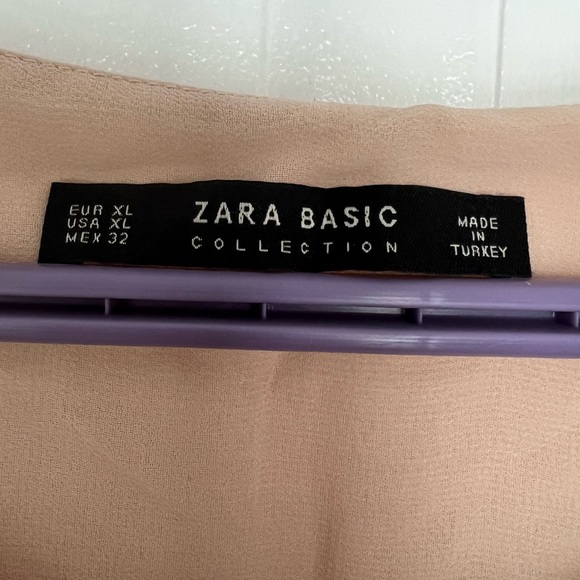 EUR XL
USA XL
MEX 32
ZARA BASIC
COLLECTION
MADE
IN
TURKEY